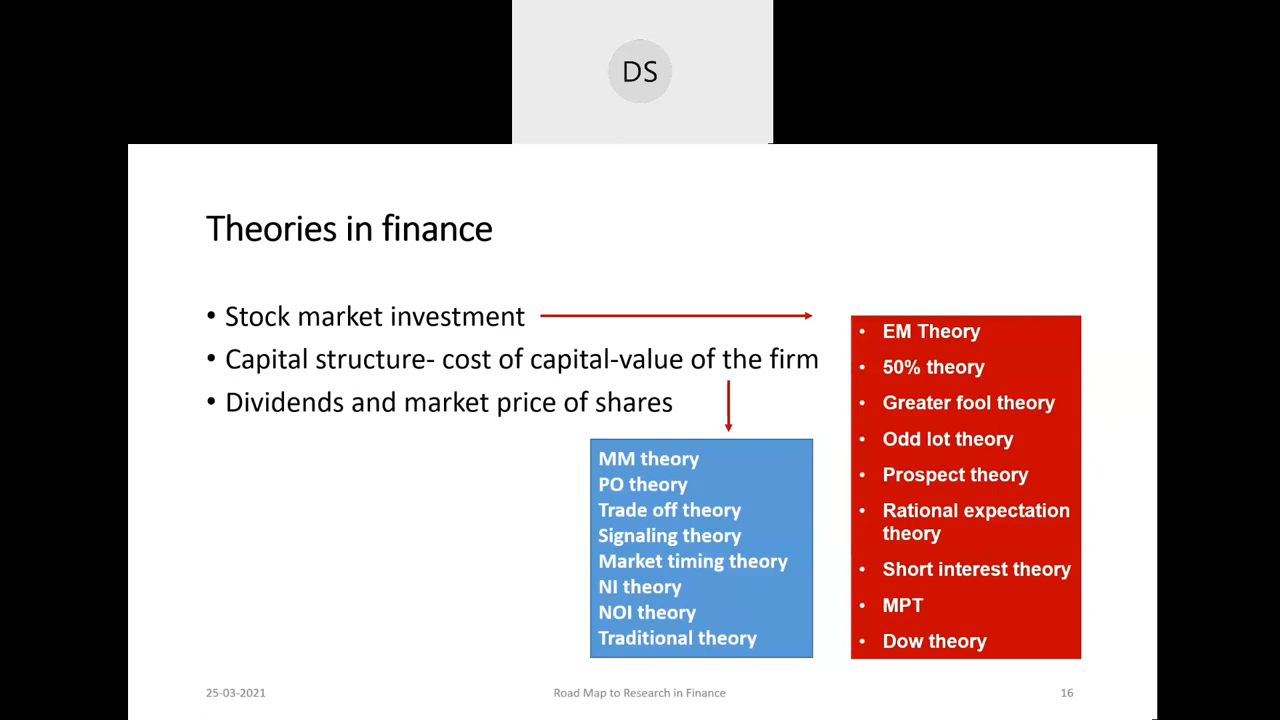 DS
Theories in finance
• Stock market investment
• Capital structure- cost of capital-value of the firm
• Dividends and market price of shares
MM theory
PO theory
Trade off theory
Signaling theory
Market timing theory
NI theory
NOI theory
Traditional theory
• EM Theory
• 50% theory
• Greater fool theory
• Odd lot theory
• Prospect theory
• Rational expectation
theory
• Short interest theory
• MPT
• Dow theory
25-03-2021
Road Map to Research in Finance
16